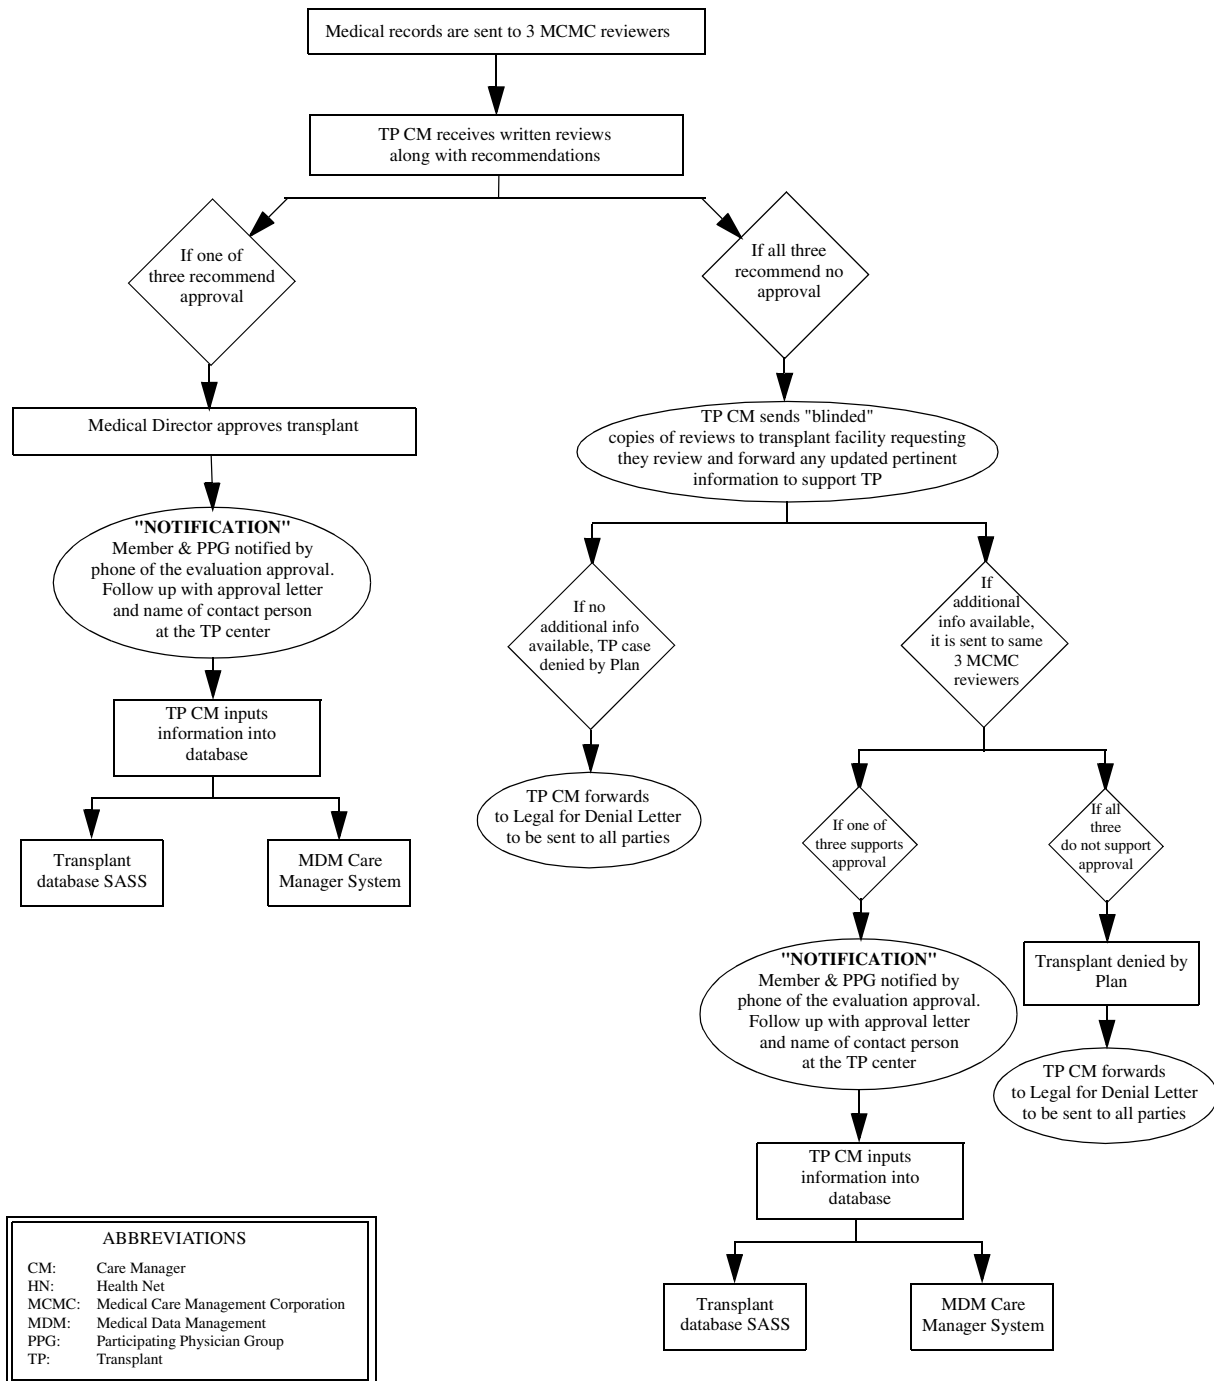 Medical records are sent to 3 MCMC reviewers
TP CM receives written reviews
along with recommendations
If one of
three recommend
approval
If all three
recommend no
approval
Medical Director approves transplant
TP CM sends "blinded"
copies of reviews to transplant facility requesting
they review and forward any updated pertinent
information to support TP
"NOTIFICATION"
Member & PPG notified by
phone of the evaluation approval.
Follow up with approval letter
and name of contact person
at the TP center
If no
additional info
available, TP case
denied by Plan
If
additional
info available,
it is sent to same
3 MCMC
reviewers
TP CM inputs
information into
database
TP CM forwards
to Legal for Denial Letter
to be sent to all parties
If one of
three supports
approval
If all
three
do not support
approval
Transplant
database SASS
MDM Care
Manager System
"NOTIFICATION"
Member & PPG notified by
phone of the evaluation approval.
Follow up with approval letter
and name of contact person
at the TP center
Transplant denied by
Plan
TP CM forwards
to Legal for Denial Letter
to be sent to all parties
TP CM inputs
information into
database
Transplant
database SASS
MDM Care
Manager System
ABBREVIATIONS
CM: Care Manager
HN: Health Net
MCMC: Medical Care Management Corporation
MDM: Medical Data Management
PPG: Participating Physician Group
TP: Transplant